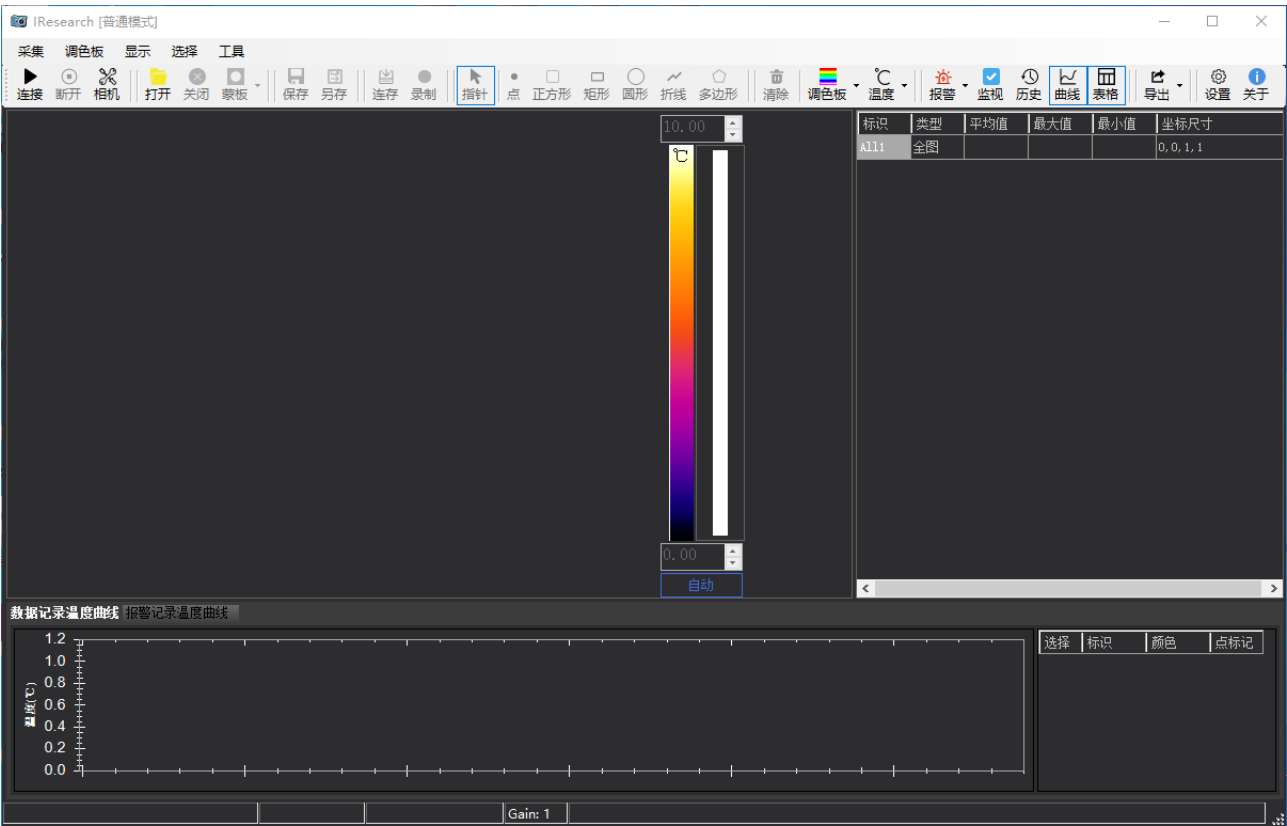 IResearch [普通模式]
采集 调色板 显示 选择 工具
连接 断开 相机 打开 关闭 蒙板 保存 另存 连存 录制 指针 点 正方形 矩形 圆形 折线 多边形 清除 调色板 ℃ 温度 报警 监视 历史 曲线 表格 导出 设置 关于
10.00
℃
0.00
自动
标识 类型 平均值 最大值 最小值 坐标尺寸
All1 全图 0,0,1,1
数据记录温度曲线 报警记录温度曲线
温度(℃)
1.2
1.0
0.8
0.6
0.4
0.2
0.0
选择 标识 颜色 点标记
Gain: 1